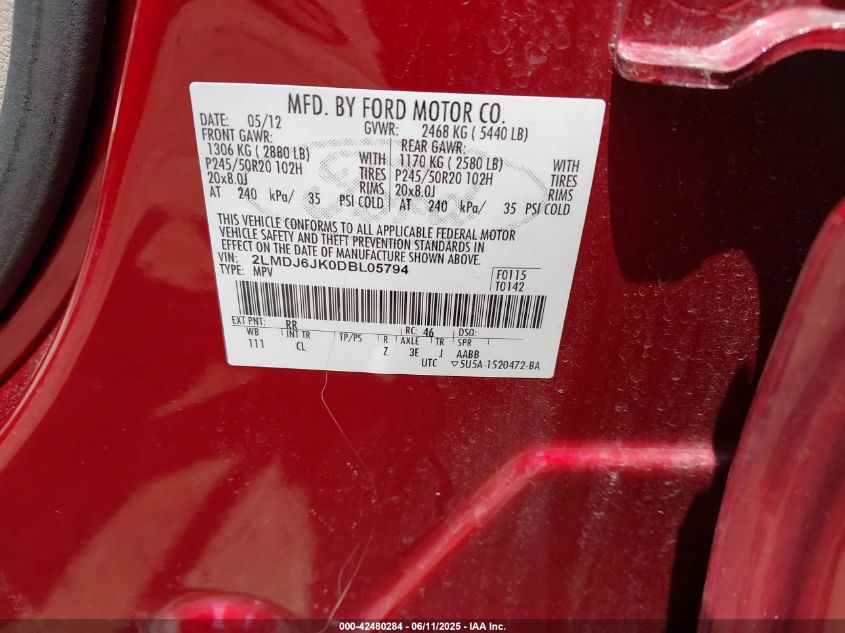 MFD. BY FORD MOTOR CO.
DATE: 05/12 GVWR: 2468 KG ( 5440 LB)
FRONT GAWR: REAR GAWR:
1306 KG ( 2880 LB) WITH 1170 KG ( 2580 LB) WITH
P245/50R20 102H TIRES P245/50R20 102H TIRES
20x8.0J RIMS 20x8.0J RIMS
AT 240 kPa/ 35 PSI COLD AT 240 kPa/ 35 PSI COLD
THIS VEHICLE CONFORMS TO ALL APPLICABLE FEDERAL MOTOR
VEHICLE SAFETY AND THEFT PREVENTION STANDARDS IN
EFFECT ON THE DATE OF MANUFACTURE SHOWN ABOVE.
VIN: 2LMDJ6JK0DBL05794 F0115
TYPE: MPV T0142
EXT PNT: RR RC: 46 DSO:
WB INT TR TP/PS R AXLE TR SPR
111 CL Z 3E J AABB
UTC ▽5U5A-1520472-BA
000-42480284 - 06/11/2025 - IAA Inc.